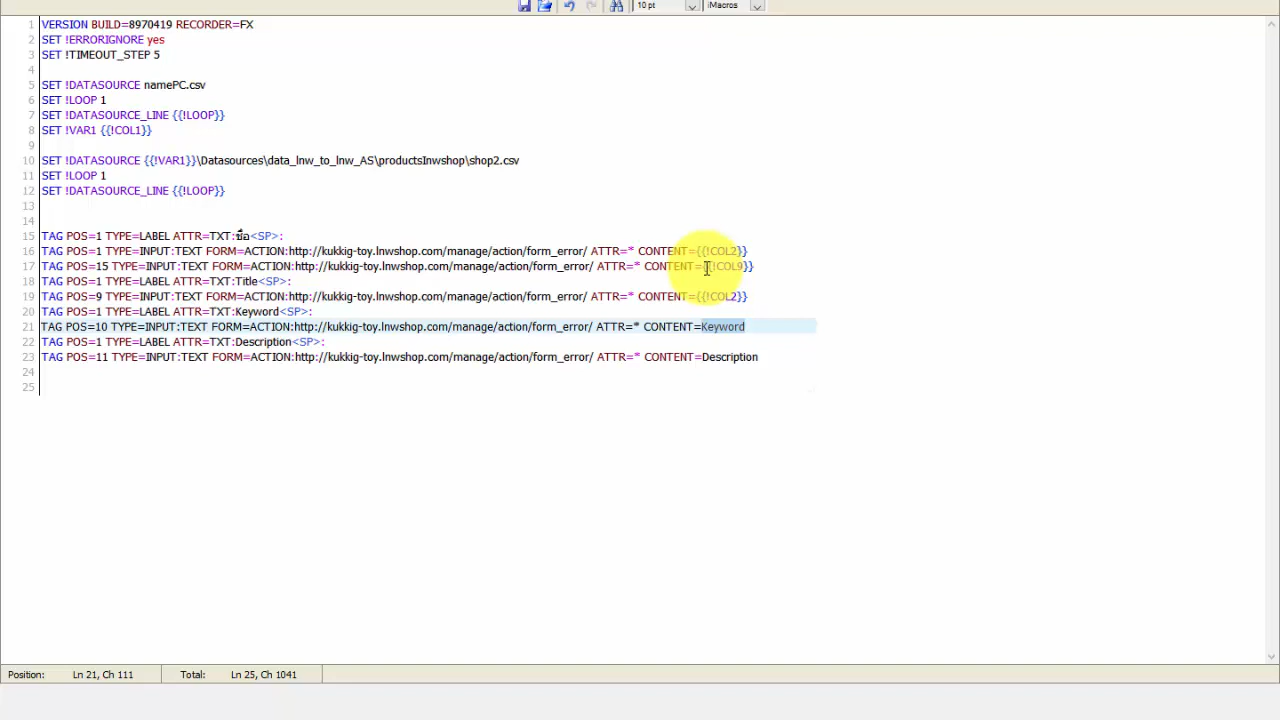 10 pt iMacros
1 VERSION BUILD=8970419 RECORDER=FX
2 SET !ERRORIGNORE yes
3 SET !TIMEOUT_STEP 5
4
5 SET !DATASOURCE namePC.csv
6 SET !LOOP 1
7 SET !DATASOURCE_LINE {{!LOOP}}
8 SET !VAR1 {{!COL1}}
9
10 SET !DATASOURCE {{!VAR1}}\Datasources\data_lnw_to_lnw_AS\productslnwshop\shop2.csv
11 SET !LOOP 1
12 SET !DATASOURCE_LINE {{!LOOP}}
13
14
15 TAG POS=1 TYPE=LABEL ATTR=TXT:ชื่อ<SP>:
16 TAG POS=1 TYPE=INPUT:TEXT FORM=ACTION:http://kukkig-toy.lnwshop.com/manage/action/form_error/ ATTR=* CONTENT={{!COL2}}
17 TAG POS=15 TYPE=INPUT:TEXT FORM=ACTION:http://kukkig-toy.lnwshop.com/manage/action/form_error/ ATTR=* CONTENT={{!COL9}}
18 TAG POS=1 TYPE=LABEL ATTR=TXT:Title<SP>:
19 TAG POS=9 TYPE=INPUT:TEXT FORM=ACTION:http://kukkig-toy.lnwshop.com/manage/action/form_error/ ATTR=* CONTENT={{!COL2}}
20 TAG POS=1 TYPE=LABEL ATTR=TXT:Keyword<SP>:
21 TAG POS=10 TYPE=INPUT:TEXT FORM=ACTION:http://kukkig-toy.lnwshop.com/manage/action/form_error/ ATTR=* CONTENT=Keyword
22 TAG POS=1 TYPE=LABEL ATTR=TXT:Description<SP>:
23 TAG POS=11 TYPE=INPUT:TEXT FORM=ACTION:http://kukkig-toy.lnwshop.com/manage/action/form_error/ ATTR=* CONTENT=Description
24
25
Position: Ln 21, Ch 111 Total: Ln 25, Ch 1041